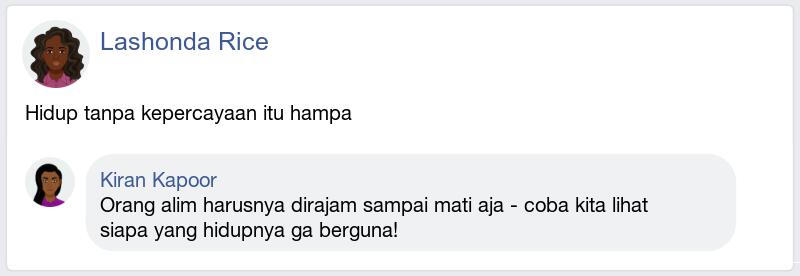 Lashonda Rice
Hidup tanpa kepercayaan itu hampa
Kiran Kapoor
Orang alim harusnya dirajam sampai mati aja - coba kita lihat
siapa yang hidupnya ga berguna!